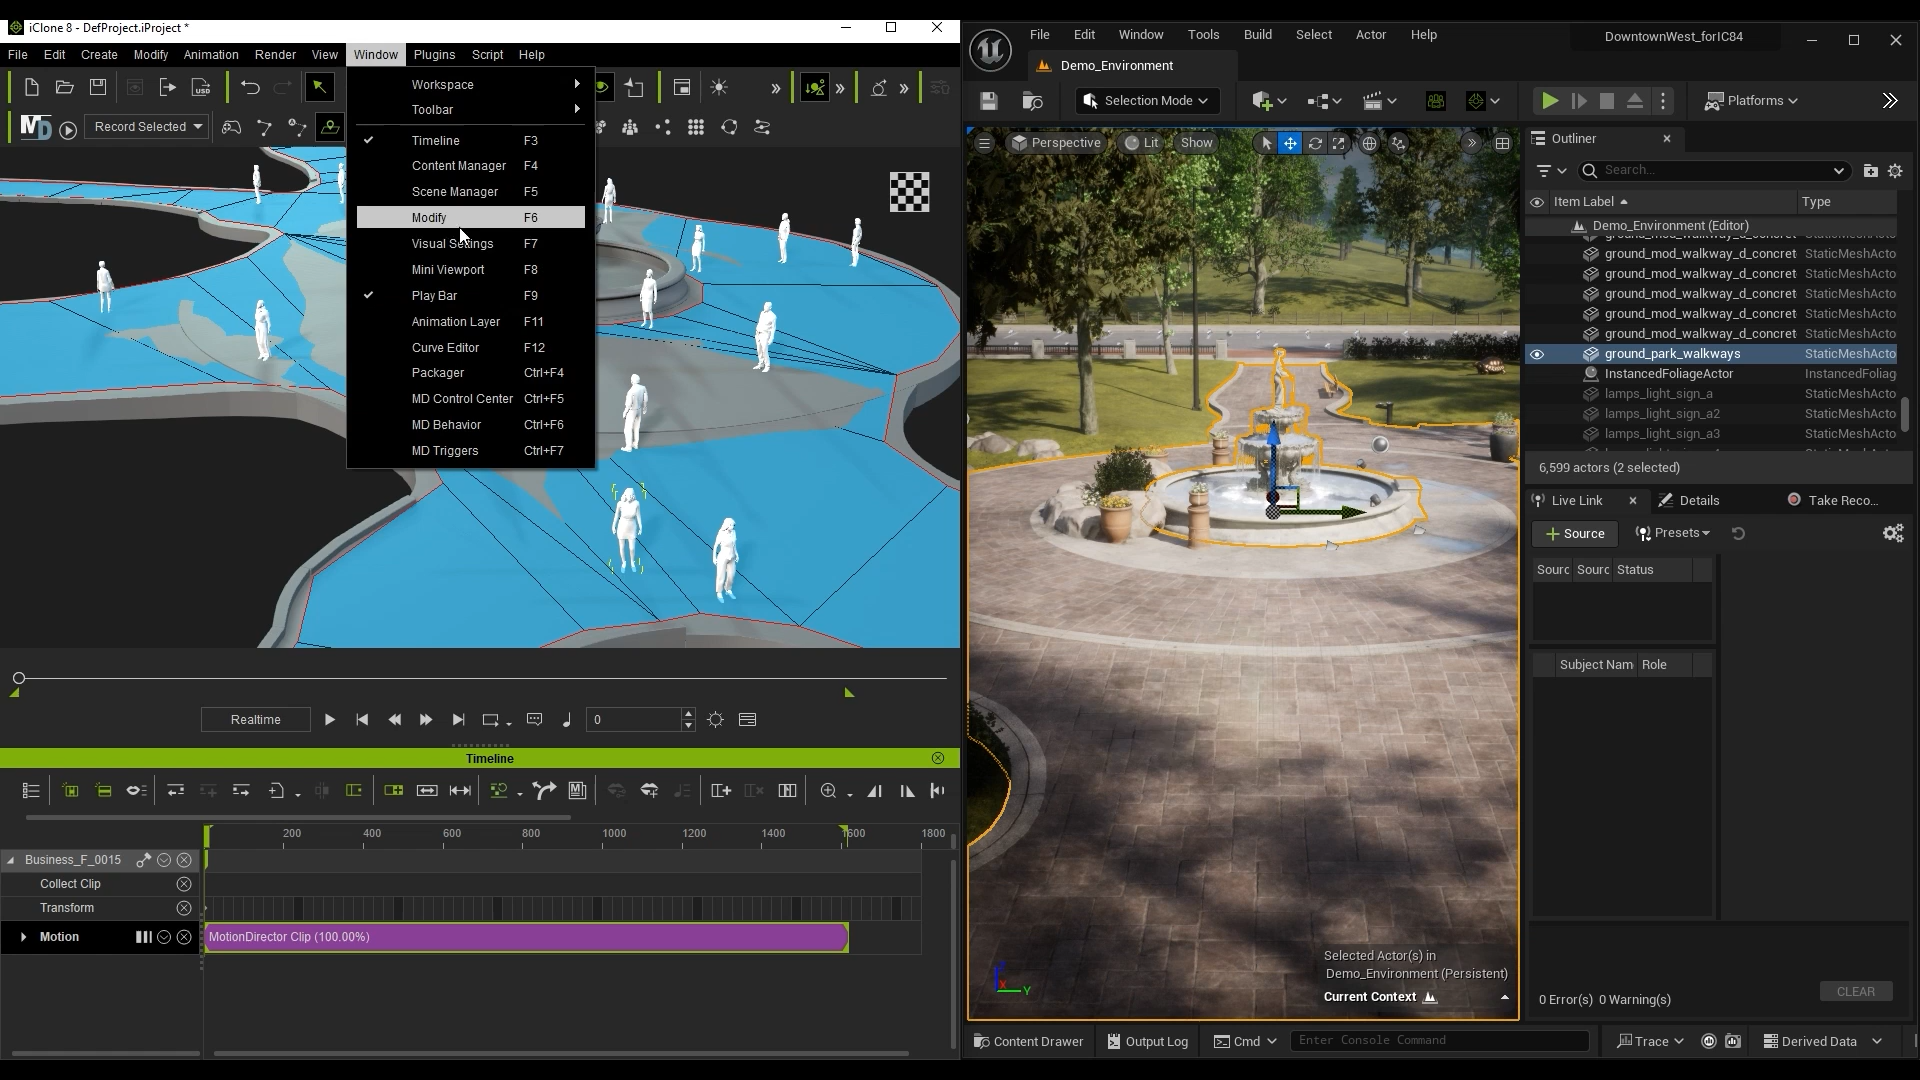 iClone 8 - DefProject.iProject *
File Edit Create Modify Animation Render View Window Plugins Script Help
USD
MD Record Selected
Workspace
Toolbar
Timeline F3
Content Manager F4
Scene Manager F5
Modify F6
Visual Settings F7
Mini Viewport F8
Play Bar F9
Animation Layer F11
Curve Editor F12
Packager Ctrl+F4
MD Control Center Ctrl+F5
MD Behavior Ctrl+F6
MD Triggers Ctrl+F7
Realtime 0
Timeline
200 400 600 800 1000 1200 1400 1600 1800
Business_F_0015
Collect Clip
Transform
Motion
MotionDirector Clip (100.00%)
File Edit Window Tools Build Select Actor Help
DowntownWest_forIC84
Demo_Environment
Selection Mode
Platforms
Perspective Lit Show
Outliner
Search...
Item Label Type
Demo_Environment (Editor)
ground_mod_walkway_d_concret StaticMeshActo
ground_mod_walkway_d_concret StaticMeshActo
ground_mod_walkway_d_concret StaticMeshActo
ground_mod_walkway_d_concret StaticMeshActo
ground_mod_walkway_d_concret StaticMeshActo
ground_park_walkways StaticMeshActo
InstancedFoliageActor InstancedFoliag
lamps_light_sign_a StaticMeshActo
lamps_light_sign_a2 StaticMeshActo
lamps_light_sign_a3 StaticMeshActo
6,599 actors (2 selected)
Live Link Details Take Reco...
Source Presets
Sourc Sourc Status
Subject Nam Role
Selected Actor(s) in
Demo_Environment (Persistent)
Current Context
X Y
0 Error(s) 0 Warning(s)
CLEAR
Content Drawer Output Log Cmd Enter Console Command Trace Derived Data